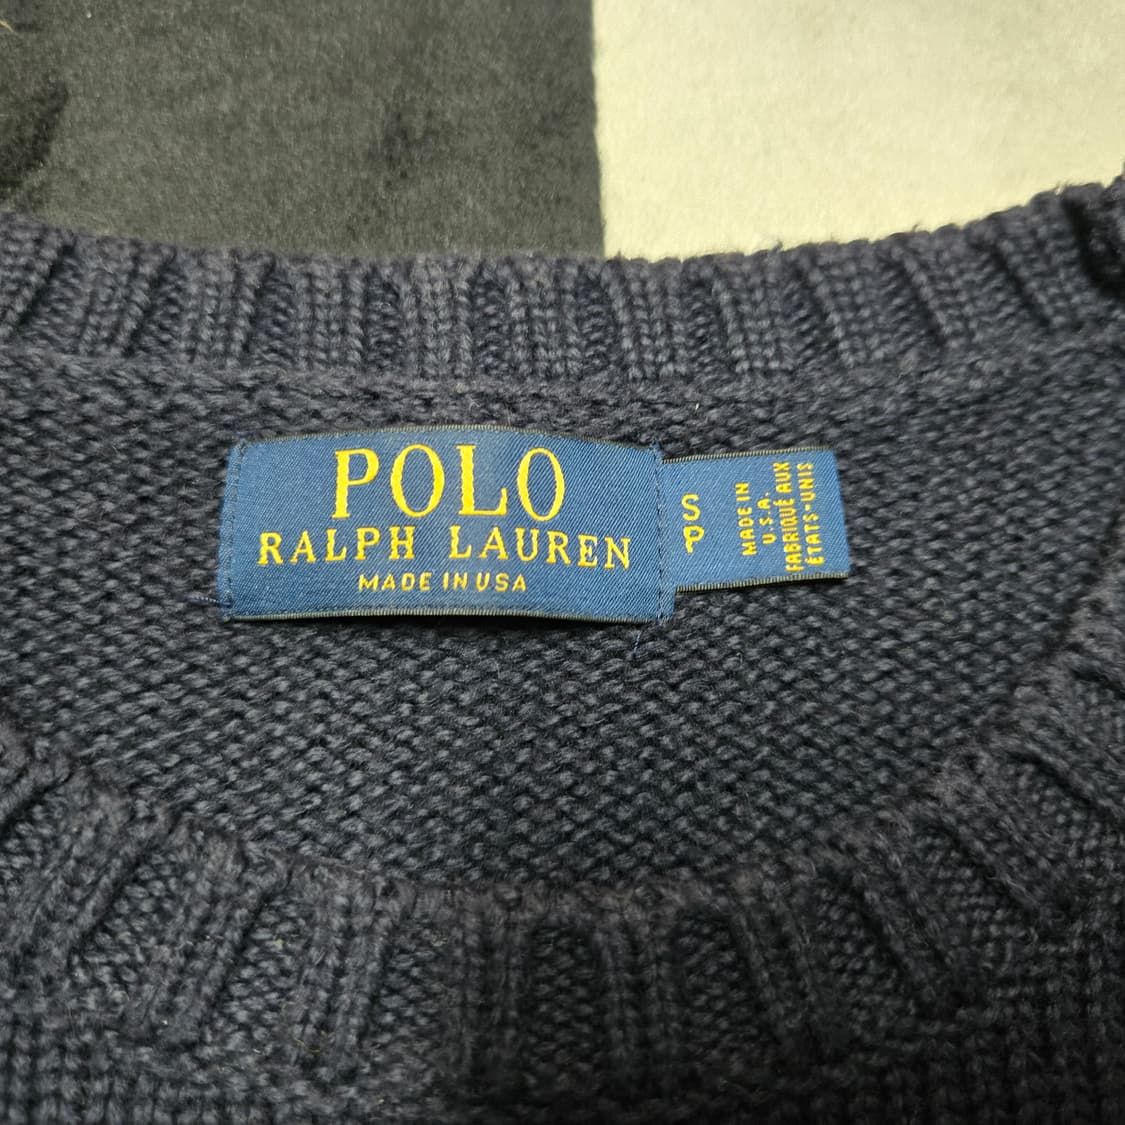 POLO
RALPH LAUREN
MADE IN USA
S
P
MADE IN
U.S.A.
FABRIQUÉ AUX
ÉTATS-UNIS